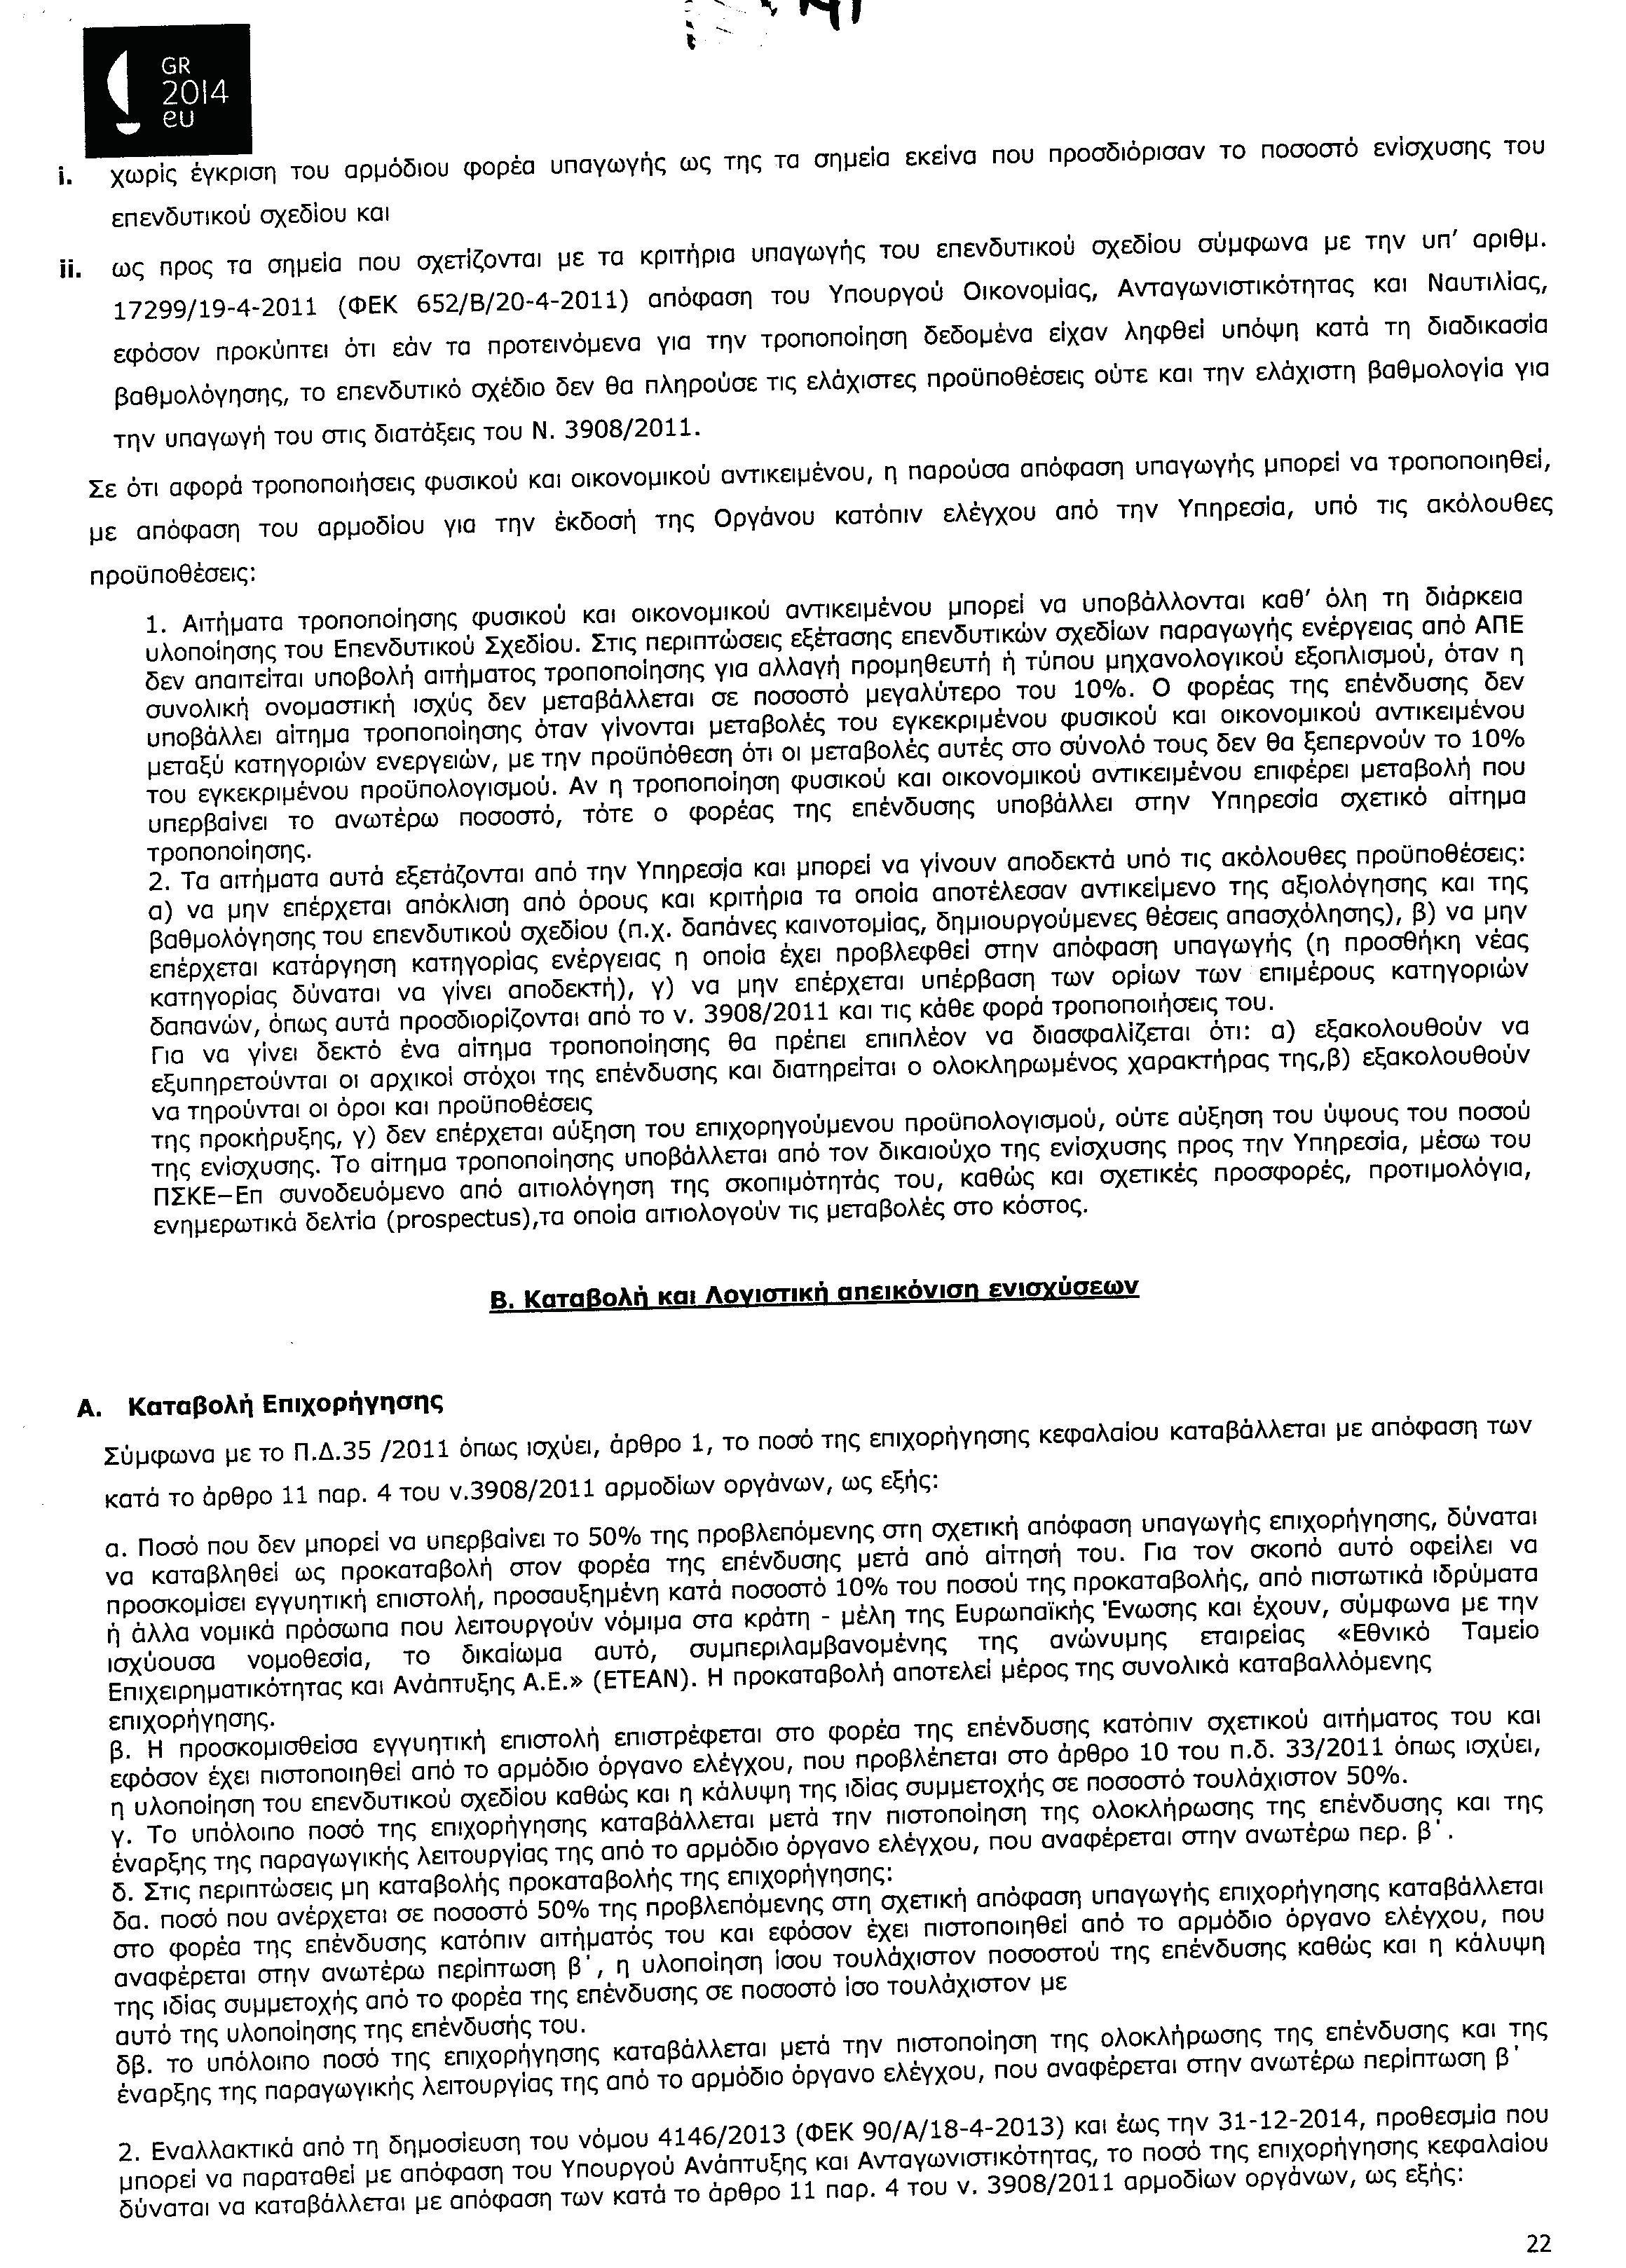 GR
2014
eu
i. χωρίς έγκριση του αρμόδιου φορέα υπαγωγής ως της τα σημεία εκείνα που προσδιόρισαν το ποσοστό ενίσχυσης του
επενδυτικού σχεδίου και
ii. ως προς τα σημεία που σχετίζονται με τα κριτήρια υπαγωγής του επενδυτικού σχεδίου σύμφωνα με την υπ’ αριθμ.
17299/19-4-2011 (ΦΕΚ 652/Β/20-4-2011) απόφαση του Υπουργού Οικονομίας, Ανταγωνιστικότητας και Ναυτιλίας,
εφόσον προκύπτει ότι εάν τα προτεινόμενα για την τροποποίηση δεδομένα είχαν ληφθεί υπόψη κατά τη διαδικασία
βαθμολόγησης, το επενδυτικό σχέδιο δεν θα πληρούσε τις ελάχιστες προϋποθέσεις ούτε και την ελάχιστη βαθμολογία για
την υπαγωγή του στις διατάξεις του Ν. 3908/2011.
Σε ότι αφορά τροποποιήσεις φυσικού και οικονομικού αντικειμένου, η παρούσα απόφαση υπαγωγής μπορεί να τροποποιηθεί,
με απόφαση του αρμοδίου για την έκδοσή της Οργάνου κατόπιν ελέγχου από την Υπηρεσία, υπό τις ακόλουθες
προϋποθέσεις:
1. Αιτήματα τροποποίησης φυσικού και οικονομικού αντικειμένου μπορεί να υποβάλλονται καθ’ όλη τη διάρκεια
υλοποίησης του Επενδυτικού Σχεδίου. Στις περιπτώσεις εξέτασης επενδυτικών σχεδίων παραγωγής ενέργειας από ΑΠΕ
δεν απαιτείται υποβολή αιτήματος τροποποίησης για αλλαγή προμηθευτή ή τύπου μηχανολογικού εξοπλισμού, όταν η
συνολική ονομαστική ισχύς δεν μεταβάλλεται σε ποσοστό μεγαλύτερο του 10%. Ο φορέας της επένδυσης δεν
υποβάλλει αίτημα τροποποίησης όταν γίνονται μεταβολές του εγκεκριμένου φυσικού και οικονομικού αντικειμένου
μεταξύ κατηγοριών ενεργειών, με την προϋπόθεση ότι οι μεταβολές αυτές στο σύνολό τους δεν θα ξεπερνούν το 10%
του εγκεκριμένου προϋπολογισμού. Αν η τροποποίηση φυσικού και οικονομικού αντικειμένου επιφέρει μεταβολή που
υπερβαίνει το ανωτέρω ποσοστό, τότε ο φορέας της επένδυσης υποβάλλει στην Υπηρεσία σχετικό αίτημα
τροποποίησης.
2. Τα αιτήματα αυτά εξετάζονται από την Υπηρεσία και μπορεί να γίνουν αποδεκτά υπό τις ακόλουθες προϋποθέσεις:
α) να μην επέρχεται απόκλιση από όρους και κριτήρια τα οποία αποτέλεσαν αντικείμενο της αξιολόγησης και της
βαθμολόγησης του επενδυτικού σχεδίου (π.χ. δαπάνες καινοτομίας, δημιουργούμενες θέσεις απασχόλησης), β) να μην
επέρχεται κατάργηση κατηγορίας ενέργειας η οποία έχει προβλεφθεί στην απόφαση υπαγωγής (η προσθήκη νέας
κατηγορίας δύναται να γίνει αποδεκτή), γ) να μην επέρχεται υπέρβαση των ορίων των επιμέρους κατηγοριών
δαπανών, όπως αυτά προσδιορίζονται από το ν. 3908/2011 και τις κάθε φορά τροποποιήσεις του.
Για να γίνει δεκτό ένα αίτημα τροποποίησης θα πρέπει επιπλέον να διασφαλίζεται ότι: α) εξακολουθούν να
εξυπηρετούνται οι αρχικοί στόχοι της επένδυσης και διατηρείται ο ολοκληρωμένος χαρακτήρας της,β) εξακολουθούν
να τηρούνται οι όροι και προϋποθέσεις
της προκήρυξης, γ) δεν επέρχεται αύξηση του επιχορηγούμενου προϋπολογισμού, ούτε αύξηση του ύψους του ποσού
της ενίσχυσης. Το αίτημα τροποποίησης υποβάλλεται από τον δικαιούχο της ενίσχυσης προς την Υπηρεσία, μέσω του
ΠΣΚΕ–Επ συνοδευόμενο από αιτιολόγηση της σκοπιμότητάς του, καθώς και σχετικές προσφορές, προτιμολόγια,
ενημερωτικά δελτία (prospectus),τα οποία αιτιολογούν τις μεταβολές στο κόστος.
Β. Καταβολή και Λογιστική απεικόνιση ενισχύσεων
Α. Καταβολή Επιχορήγησης
Σύμφωνα με το Π.Δ.35 /2011 όπως ισχύει, άρθρο 1, το ποσό της επιχορήγησης κεφαλαίου καταβάλλεται με απόφαση των
κατά το άρθρο 11 παρ. 4 του ν.3908/2011 αρμοδίων οργάνων, ως εξής:
α. Ποσό που δεν μπορεί να υπερβαίνει το 50% της προβλεπόμενης στη σχετική απόφαση υπαγωγής επιχορήγησης, δύναται
να καταβληθεί ως προκαταβολή στον φορέα της επένδυσης μετά από αίτησή του. Για τον σκοπό αυτό οφείλει να
προσκομίσει εγγυητική επιστολή, προσαυξημένη κατά ποσοστό 10% του ποσού της προκαταβολής, από πιστωτικά ιδρύματα
ή άλλα νομικά πρόσωπα που λειτουργούν νόμιμα στα κράτη - μέλη της Ευρωπαϊκής Ένωσης και έχουν, σύμφωνα με την
ισχύουσα νομοθεσία, το δικαίωμα αυτό, συμπεριλαμβανομένης της ανώνυμης εταιρείας «Εθνικό Ταμείο
Επιχειρηματικότητας και Ανάπτυξης Α.Ε.» (ΕΤΕΑΝ). Η προκαταβολή αποτελεί μέρος της συνολικά καταβαλλόμενης
επιχορήγησης.
β. Η προσκομισθείσα εγγυητική επιστολή επιστρέφεται στο φορέα της επένδυσης κατόπιν σχετικού αιτήματος του και
εφόσον έχει πιστοποιηθεί από το αρμόδιο όργανο ελέγχου, που προβλέπεται στο άρθρο 10 του π.δ. 33/2011 όπως ισχύει,
η υλοποίηση του επενδυτικού σχεδίου καθώς και η κάλυψη της ιδίας συμμετοχής σε ποσοστό τουλάχιστον 50%.
γ. Το υπόλοιπο ποσό της επιχορήγησης καταβάλλεται μετά την πιστοποίηση της ολοκλήρωσης της επένδυσης και της
έναρξης της παραγωγικής λειτουργίας της από το αρμόδιο όργανο ελέγχου, που αναφέρεται στην ανωτέρω περ. β΄.
δ. Στις περιπτώσεις μη καταβολής προκαταβολής της επιχορήγησης:
δα. ποσό που ανέρχεται σε ποσοστό 50% της προβλεπόμενης στη σχετική απόφαση υπαγωγής επιχορήγησης καταβάλλεται
στο φορέα της επένδυσης κατόπιν αιτήματός του και εφόσον έχει πιστοποιηθεί από το αρμόδιο όργανο ελέγχου, που
αναφέρεται στην ανωτέρω περίπτωση β΄, η υλοποίηση ίσου τουλάχιστον ποσοστού της επένδυσης καθώς και η κάλυψη
της ιδίας συμμετοχής από το φορέα της επένδυσης σε ποσοστό ίσο τουλάχιστον με
αυτό της υλοποίησης της επένδυσής του.
δβ. το υπόλοιπο ποσό της επιχορήγησης καταβάλλεται μετά την πιστοποίηση της ολοκλήρωσης της επένδυσης και της
έναρξης της παραγωγικής λειτουργίας της από το αρμόδιο όργανο ελέγχου, που αναφέρεται στην ανωτέρω περίπτωση β΄
2. Εναλλακτικά από τη δημοσίευση του νόμου 4146/2013 (ΦΕΚ 90/Α/18-4-2013) και έως την 31-12-2014, προθεσμία που
μπορεί να παραταθεί με απόφαση του Υπουργού Ανάπτυξης και Ανταγωνιστικότητας, το ποσό της επιχορήγησης κεφαλαίου
δύναται να καταβάλλεται με απόφαση των κατά το άρθρο 11 παρ. 4 του ν. 3908/2011 αρμοδίων οργάνων, ως εξής:
22